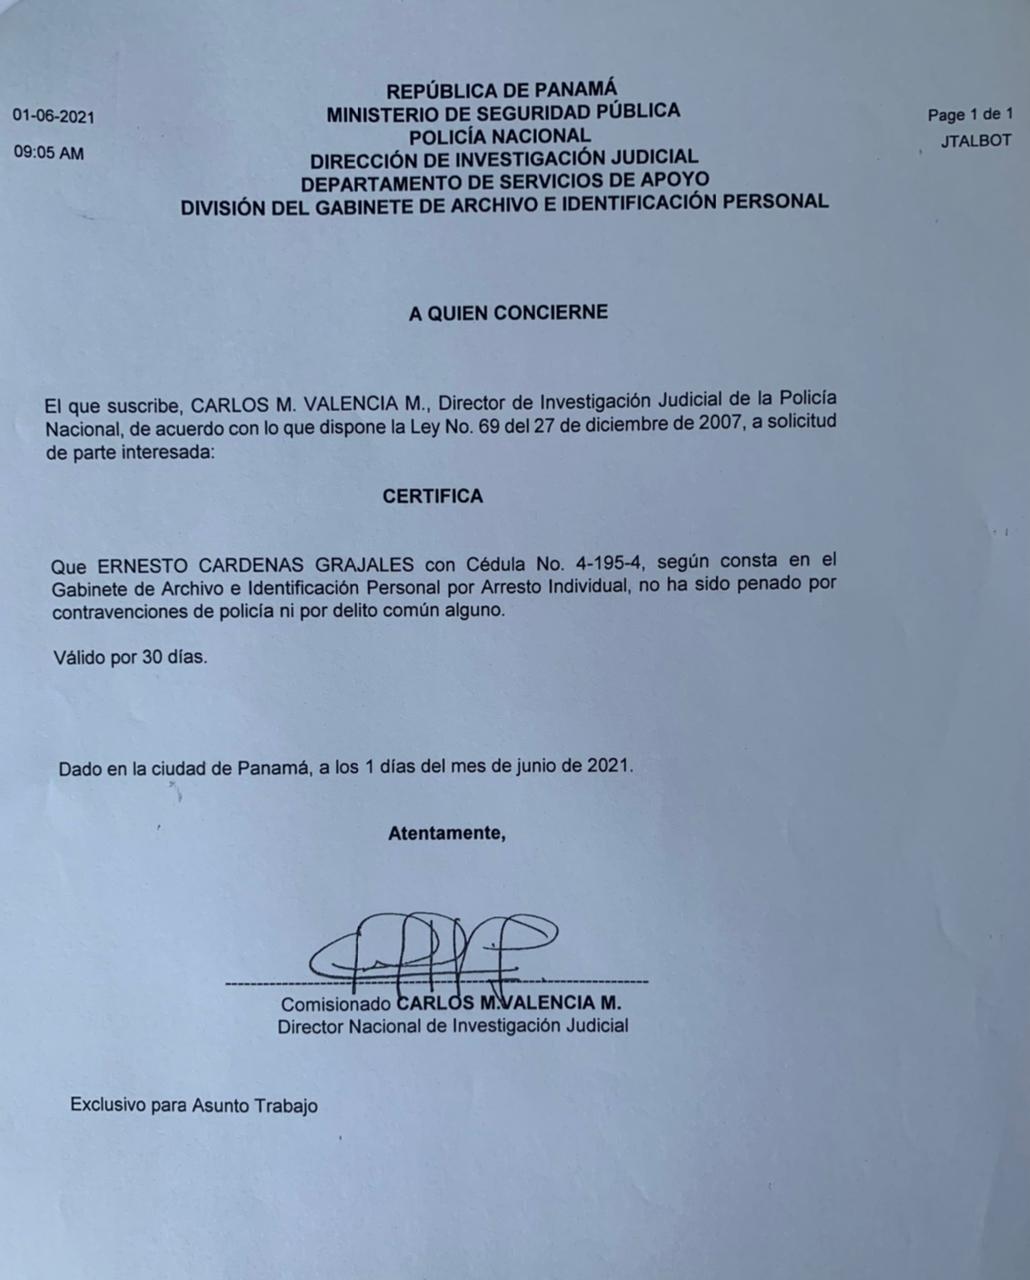 REPÚBLICA DE PANAMÁ
MINISTERIO DE SEGURIDAD PÚBLICA
POLICÍA NACIONAL
DIRECCIÓN DE INVESTIGACIÓN JUDICIAL
DEPARTAMENTO DE SERVICIOS DE APOYO
DIVISIÓN DEL GABINETE DE ARCHIVO E IDENTIFICACIÓN PERSONAL
01-06-2021
09:05 AM
Page 1 de 1
JTALBOT
A QUIEN CONCIERNE
El que suscribe, CARLOS M. VALENCIA M., Director de Investigación Judicial de la Policía
Nacional, de acuerdo con lo que dispone la Ley No. 69 del 27 de diciembre de 2007, a solicitud
de parte interesada:
CERTIFICA
Que ERNESTO CARDENAS GRAJALES con Cédula No. 4-195-4, según consta en el
Gabinete de Archivo e Identificación Personal por Arresto Individual, no ha sido penado por
contravenciones de policía ni por delito común alguno.
Válido por 30 días.
Dado en la ciudad de Panamá, a los 1 días del mes de junio de 2021.
Atentamente,
Comisionado CARLOS M.VALENCIA M.
Director Nacional de Investigación Judicial
Exclusivo para Asunto Trabajo